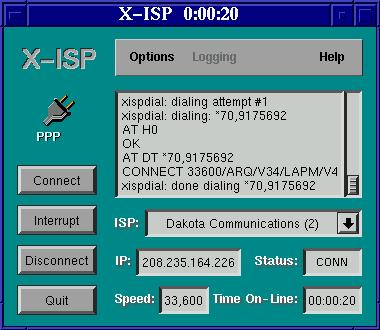 X-ISP 0:00:20
X-ISP
Options Logging Help
PPP
xispdial: dialing attempt #1
xispdial: dialing: *70,9175692
AT H0
OK
AT DT *70,9175692
CONNECT 33600/ARQ/V34/LAPM/V4
xispdial: done dialing *70,9175692
Connect
Interrupt
Disconnect
Quit
ISP: Dakota Communications (2)
IP: 208.235.164.226 Status: CONN
Speed: 33,600 Time On-Line: 00:00:20